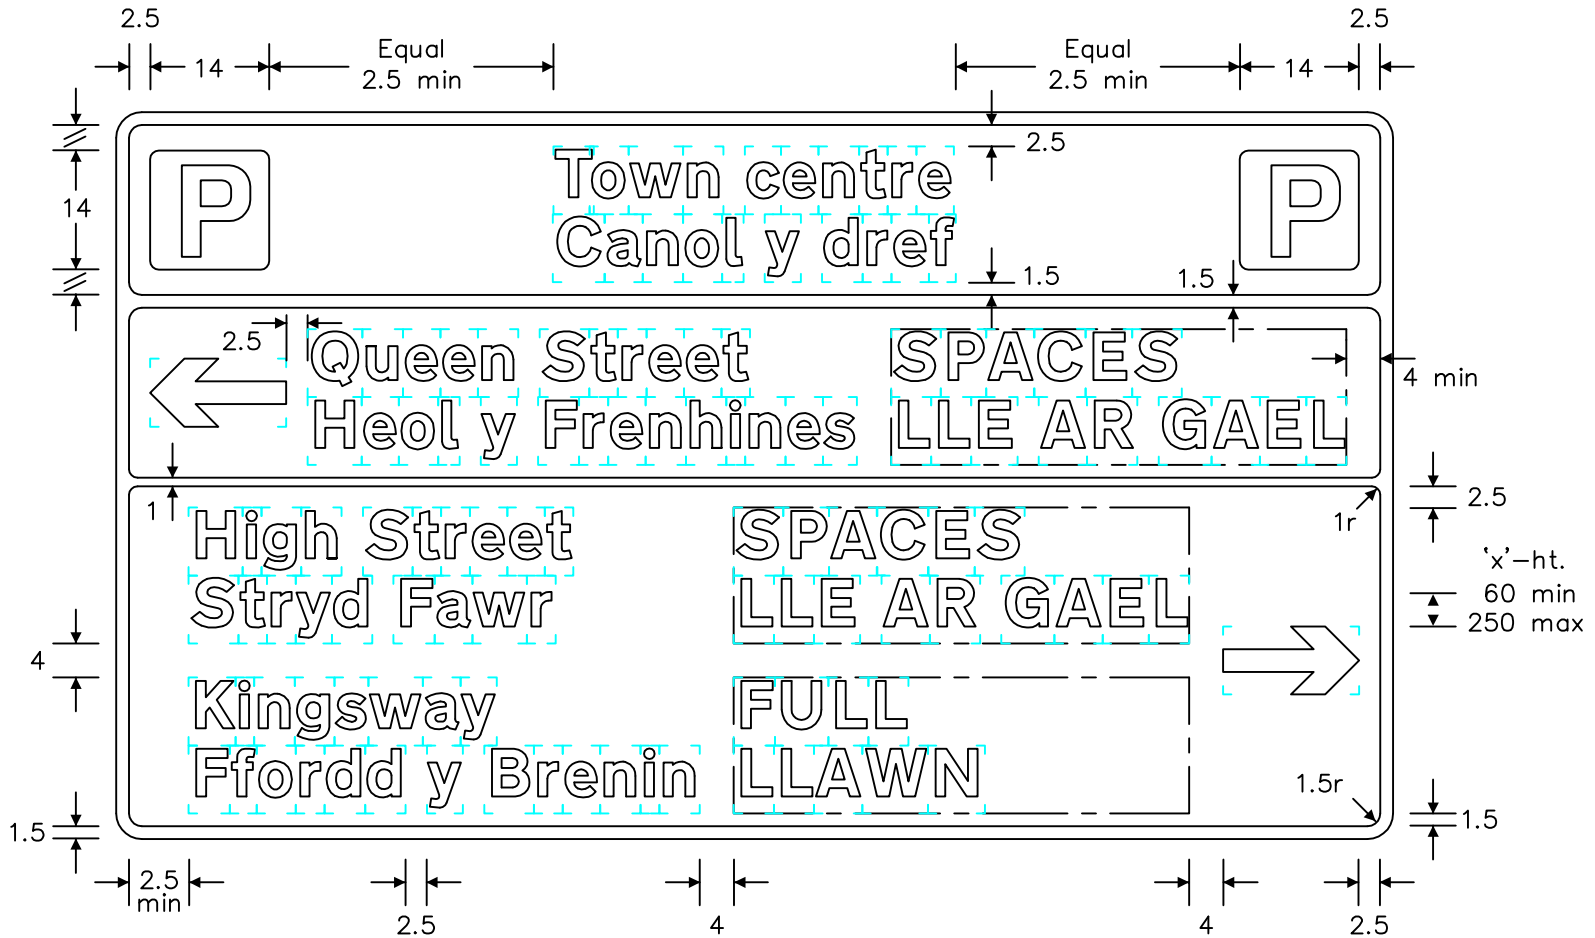 2.5 2.5
Equal Equal
14 2.5 min 2.5 min 14
P Town centre 2.5 P
14 Canol y dref
1.5 1.5
2.5 Queen Street SPACES
4 min
Heol y Frenhines LLE AR GAEL
1 2.5
High Street SPACES 1r
'x'-ht.
Stryd Fawr LLE AR GAEL 60 min
250 max
4
Kingsway FULL
Ffordd y Brenin LLAWN 1.5r
1.5 1.5
2.5
min
2.5 4 4 2.5